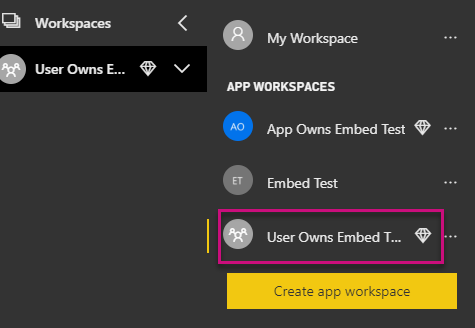 Workspaces
User Owns E...
My Workspace
...
APP WORKSPACES
AO
App Owns Embed Test
...
ET
Embed Test
...
User Owns Embed T...
...
Create app workspace